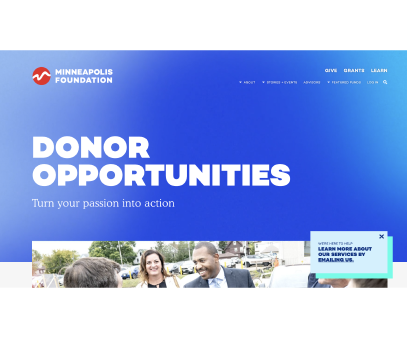 MINNEAPOLIS
FOUNDATION
GIVE GRANTS LEARN
ABOUT STORIES + EVENTS ADVISORS FEATURED FUNDS LOG IN
DONOR
OPPORTUNITIES
Turn your passion into action
WE'RE HERE TO HELP
LEARN MORE ABOUT
OUR SERVICES BY
EMAILING US.